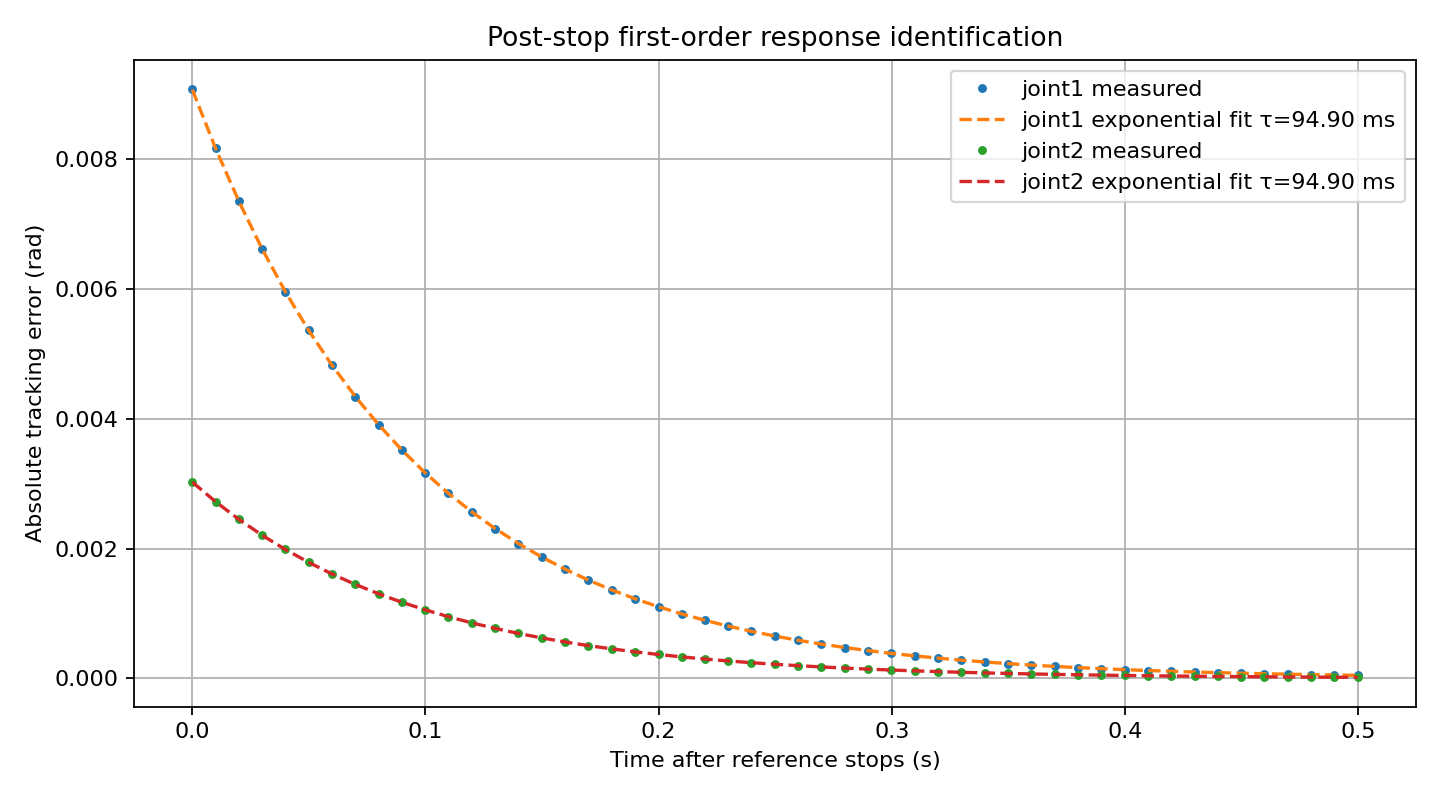 Post-stop first-order response identification
joint1 measured
joint1 exponential fit τ=94.90 ms
joint2 measured
joint2 exponential fit τ=94.90 ms
Absolute tracking error (rad)
0.008
0.006
0.004
0.002
0.000
0.0 0.1 0.2 0.3 0.4 0.5
Time after reference stops (s)